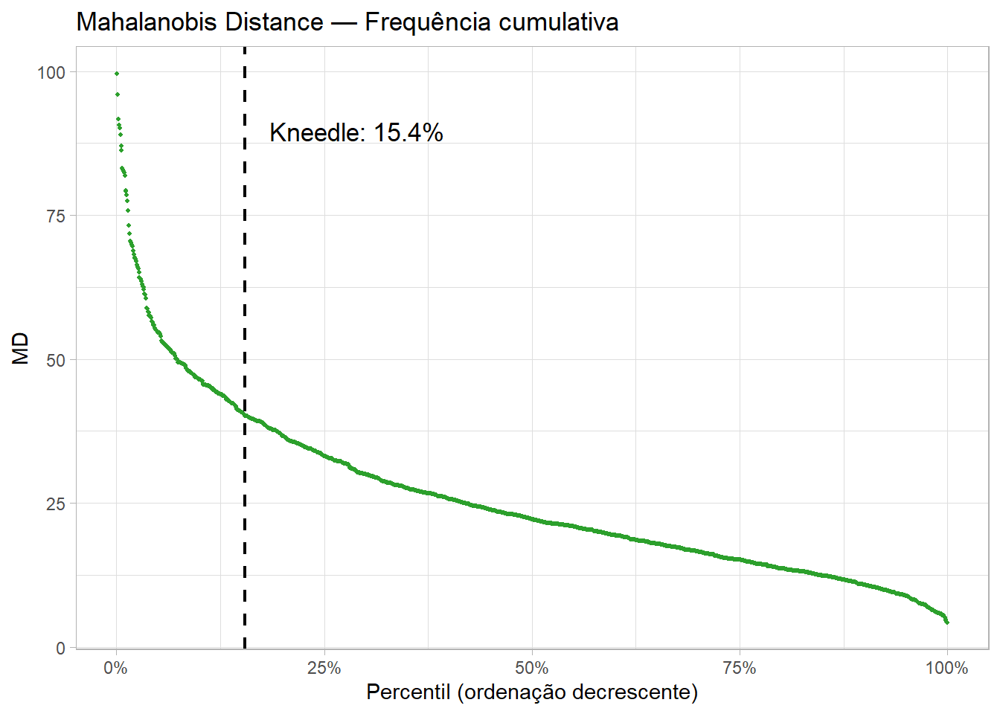 Mahalanobis Distance — Frequência cumulativa
100
75
50
25
0
MD
Kneedle: 15.4%
0%
25%
50%
75%
100%
Percentil (ordenação decrescente)